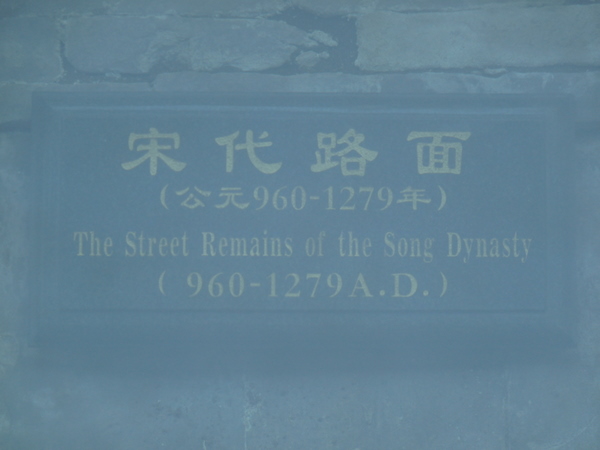 宋代路面
(公元960-1279年)
The Street Remains of the Song Dynasty
( 960-1279A.D.)